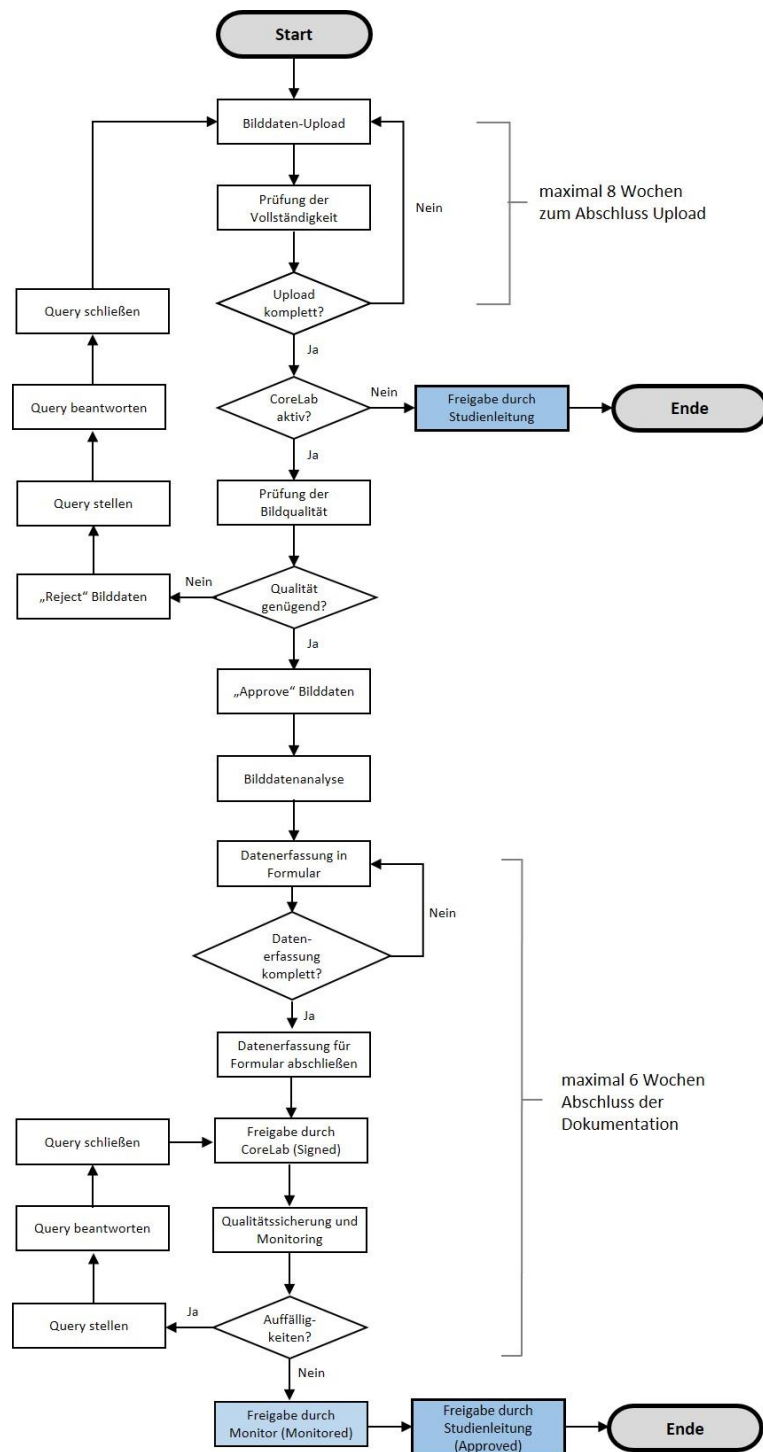 Start
Bilddaten-Upload
Prüfung der
Vollständigkeit
Nein
maximal 8 Wochen
zum Abschluss Upload
Upload
komplett?
Query schließen
Ja
Query beantworten
CoreLab
aktiv?
Nein
Freigabe durch
Studienleitung
Ende
Ja
Query stellen
Prüfung der
Bildqualität
„Reject“ Bilddaten
Nein
Qualität
genügend?
Ja
„Approve“ Bilddaten
Bilddatenanalyse
Datenerfassung in
Formular
Nein
Daten-
erfassung
komplett?
Ja
Datenerfassung für
Formular abschließen
maximal 6 Wochen
Abschluss der
Dokumentation
Query schließen
Freigabe durch
CoreLab (Signed)
Query beantworten
Qualitätssicherung und
Monitoring
Query stellen
Ja
Auffällig-
keiten?
Nein
Freigabe durch
Monitor (Monitored)
Freigabe durch
Studienleitung
(Approved)
Ende